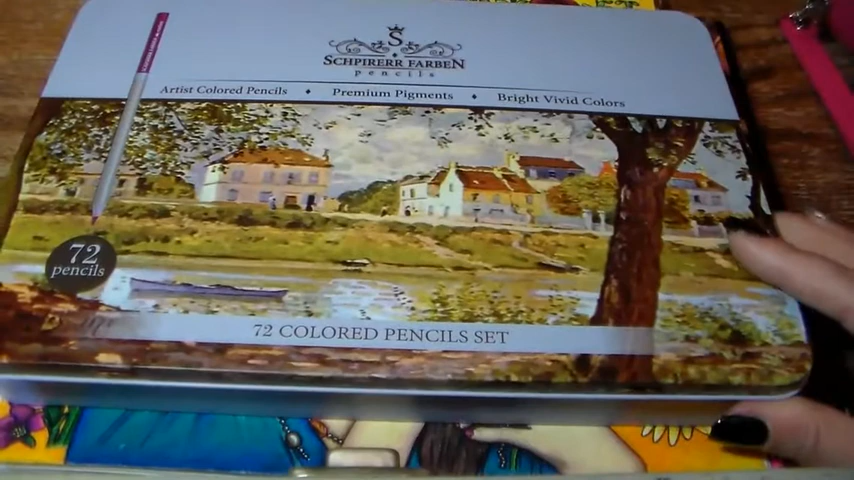 S
SCHPIRERR FARBEN
pencils
Artist Colored Pencils • Premium Pigments • Bright Vivid Colors
72
pencils
72 COLORED PENCILS SET